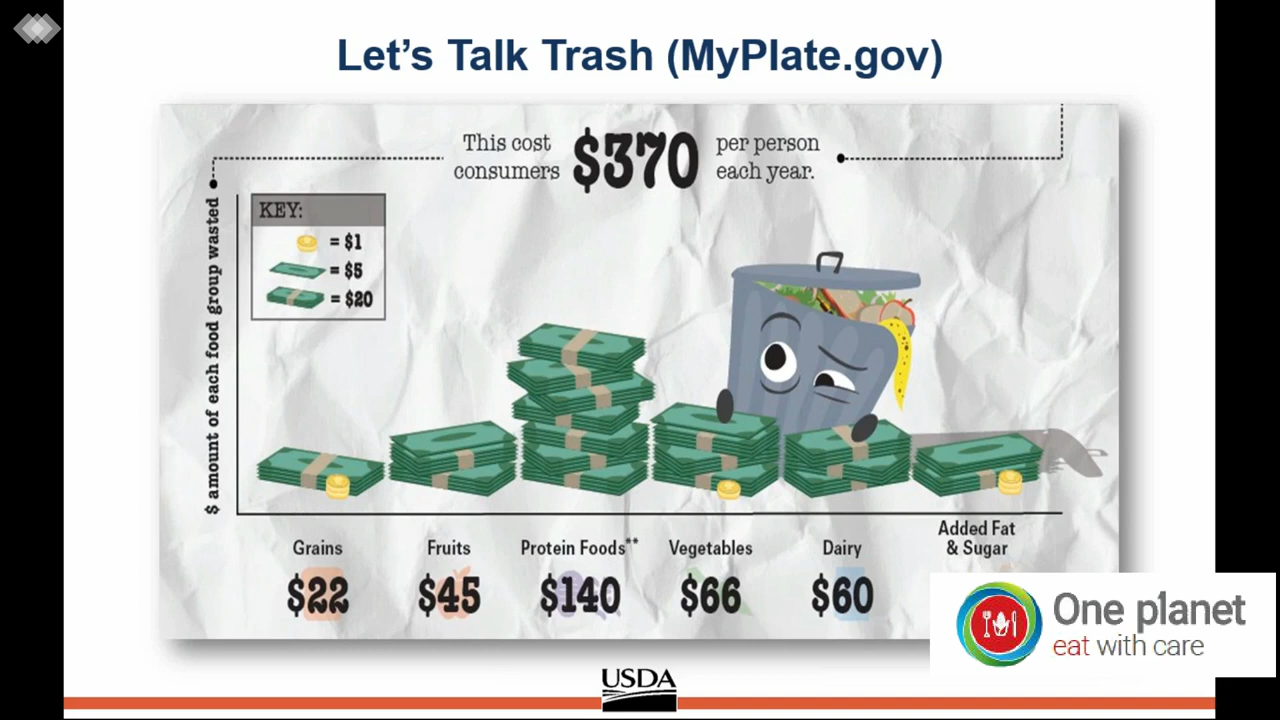 Let's Talk Trash (MyPlate.gov)
This cost
consumers
$370
per person
each year.
$ amount of each food group wasted
KEY:
= $1
= $5
= $20
Grains
Fruits
Protein Foods**
Vegetables
Dairy
Added Fat
& Sugar
$22
$45
$140
$66
$60
One planet
eat with care
USDA